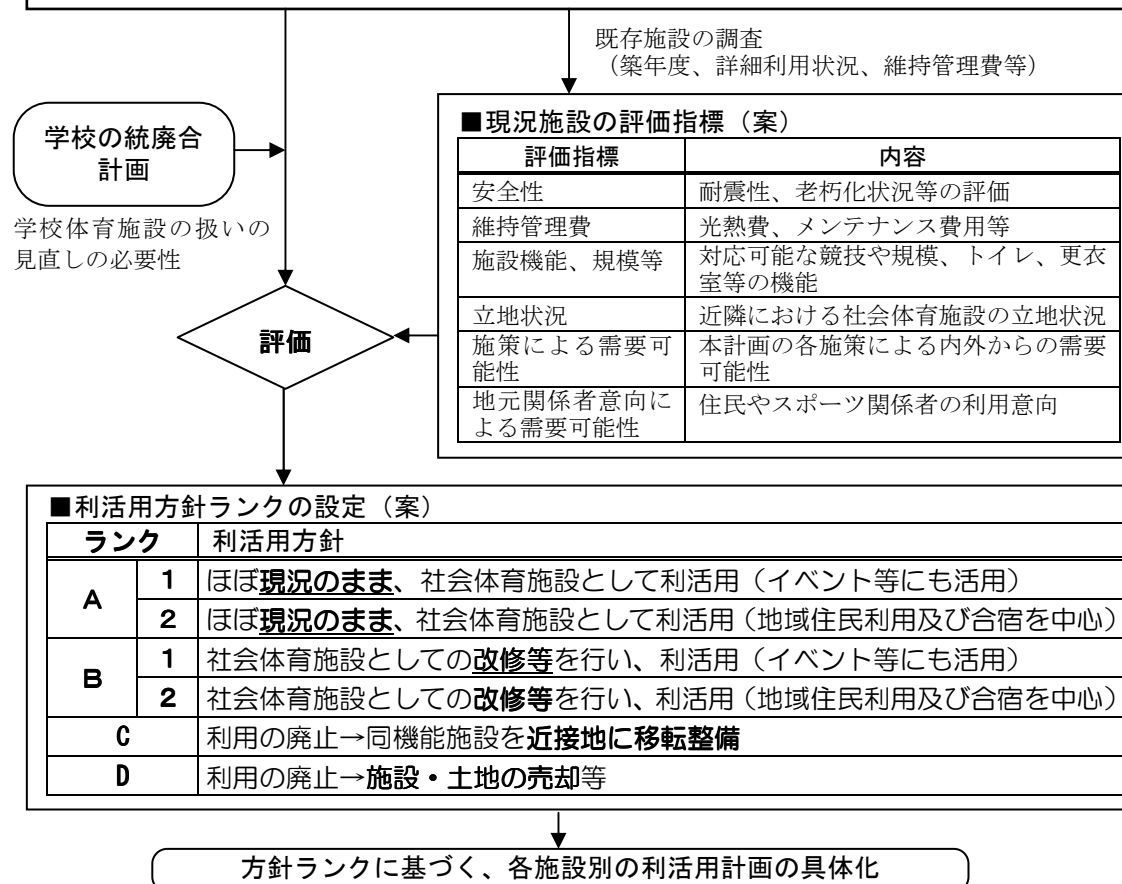 既存施設の調査
（築年度、詳細利用状況、維持管理費等）
学校の統廃合
計画
学校体育施設の扱いの
見直しの必要性
評価
■現況施設の評価指標（案）
評価指標 内容
安全性 耐震性、老朽化状況等の評価
維持管理費 光熱費、メンテナンス費用等
施設機能、規模等 対応可能な競技や規模、トイレ、更衣
室等の機能
立地状況 近隣における社会体育施設の立地状況
施策による需要可 本計画の各施策による内外からの需要
能性 可能性
地元関係者意向に 住民やスポーツ関係者の利用意向
よる需要可能性
■利活用方針ランクの設定（案）
ランク 利活用方針
A 1 ほぼ現況のまま、社会体育施設として利活用（イベント等にも活用）
2 ほぼ現況のまま、社会体育施設として利活用（地域住民利用及び合宿を中心）
B 1 社会体育施設としての改修等を行い、利活用（イベント等にも活用）
2 社会体育施設としての改修等を行い、利活用（地域住民利用及び合宿を中心）
C 利用の廃止→同機能施設を近接地に移転整備
D 利用の廃止→施設・土地の売却等
方針ランクに基づく、各施設別の利活用計画の具体化